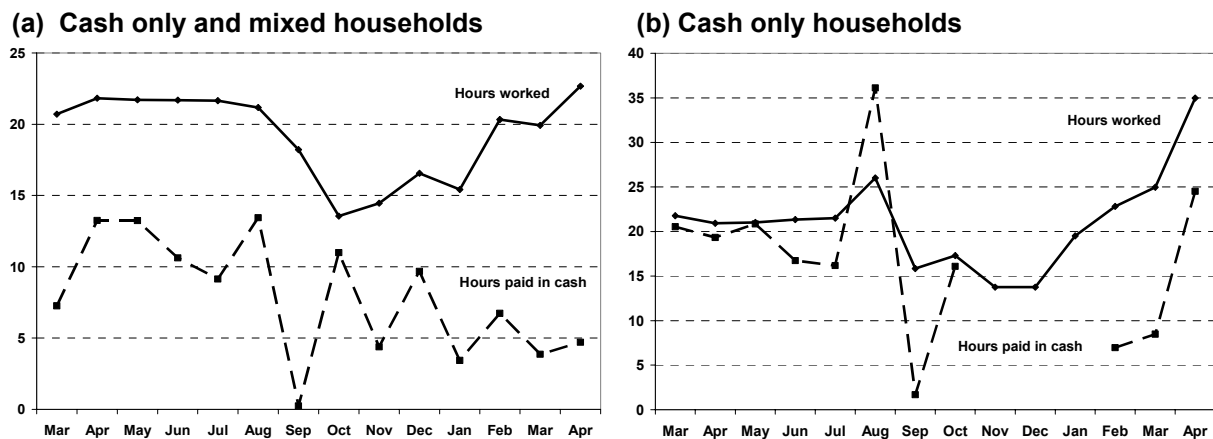 (a) Cash only and mixed households
25
20
15
10
5
0
Hours worked
Hours paid in cash
Mar Apr May Jun Jul Aug Sep Oct Nov Dec Jan Feb Mar Apr
(b) Cash only households
40
35
30
25
20
15
10
5
0
Hours worked
Hours paid in cash
Mar Apr May Jun Jul Aug Sep Oct Nov Dec Jan Feb Mar Apr